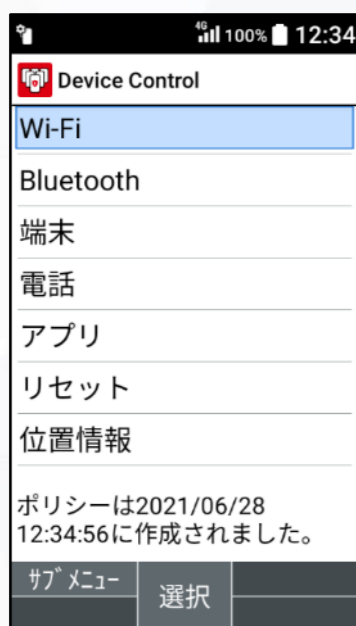 4G 100% 12:34
Device Control
Wi-Fi
Bluetooth
端末
電話
アプリ
リセット
位置情報
ポリシーは2021/06/28
12:34:56に作成されました。
ｻﾌﾞﾒﾆｭｰ
選択